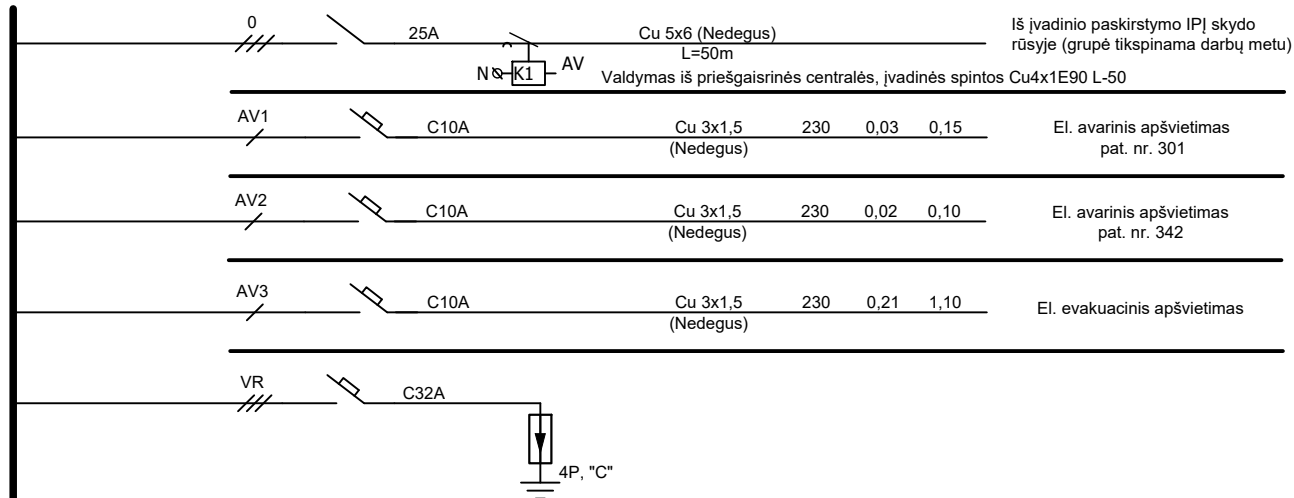 0
25A
Cu 5x6 (Nedegus)
L=50m
Iš įvadinio paskirstymo IPĮ skydo
rūsyje (grupė tikspinama darbų metu)
N K1 AV
Valdymas iš priešgaisrinės centralės, įvadinės spintos Cu4x1E90 L-50
AV1
C10A
Cu 3x1,5 230 0,03 0,15
(Nedegus)
El. avarinis apšvietimas
pat. nr. 301
AV2
C10A
Cu 3x1,5 230 0,02 0,10
(Nedegus)
El. avarinis apšvietimas
pat. nr. 342
AV3
C10A
Cu 3x1,5 230 0,21 1,10
(Nedegus)
El. evakuacinis apšvietimas
VR
C32A
4P, "C"